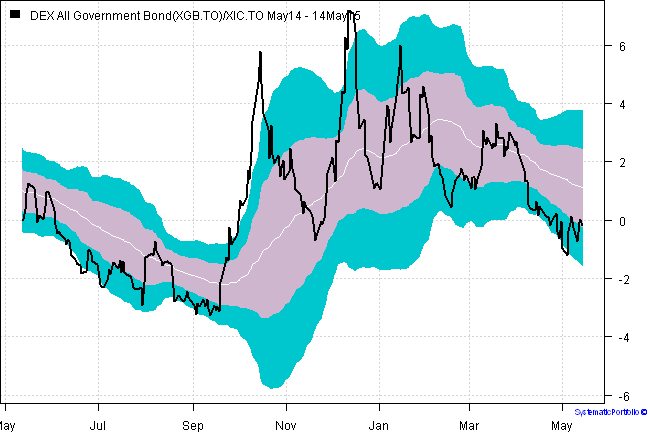 DEX All Government Bond(XGB.TO)/XIC.TO May14 - 14May15
6
4
2
0
-2
-4
-6
May Jul Sep Nov Jan Mar May
SystematicPortfolio ©